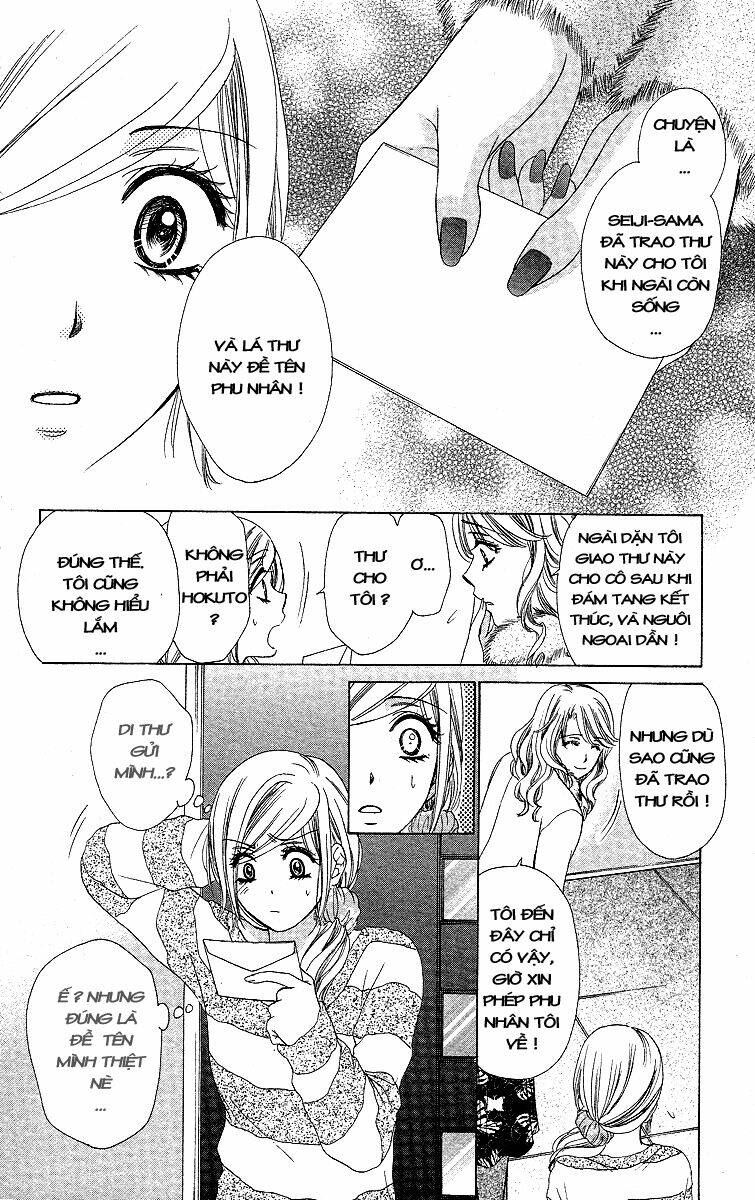 CHUYỆN
LÀ
...
SEIJI-SAMA
ĐÃ TRAO THƯ
NÀY CHO TÔI
KHI NGÀI CÒN
SỐNG
...
VÀ LÁ THƯ
NÀY ĐỀ TÊN
PHU NHÂN !
NGÀI DẶN TÔI
GIAO THƯ NÀY
CHO CÔ SAU KHI
ĐÁM TANG KẾT
THÚC, VÀ NGUÔI
NGOAI DẦN !
Ơ...
THƯ
CHO
TÔI ?
KHÔNG
PHẢI
HOKUTO
?
ĐÚNG THẾ.
TÔI CŨNG
KHÔNG HIỂU
LẮM
...
NHƯNG DÙ
SAO CŨNG
ĐÃ TRAO
THƯ RỒI !
TÔI ĐẾN
ĐÂY CHỈ
CÓ VẬY,
GIỜ XIN
PHÉP PHU
NHÂN TÔI
VỀ !
DI THƯ
GỬI
MÌNH...?
Ế ? NHƯNG
ĐÚNG LÀ
ĐỀ TÊN
MÌNH THIỆT
NÈ
...